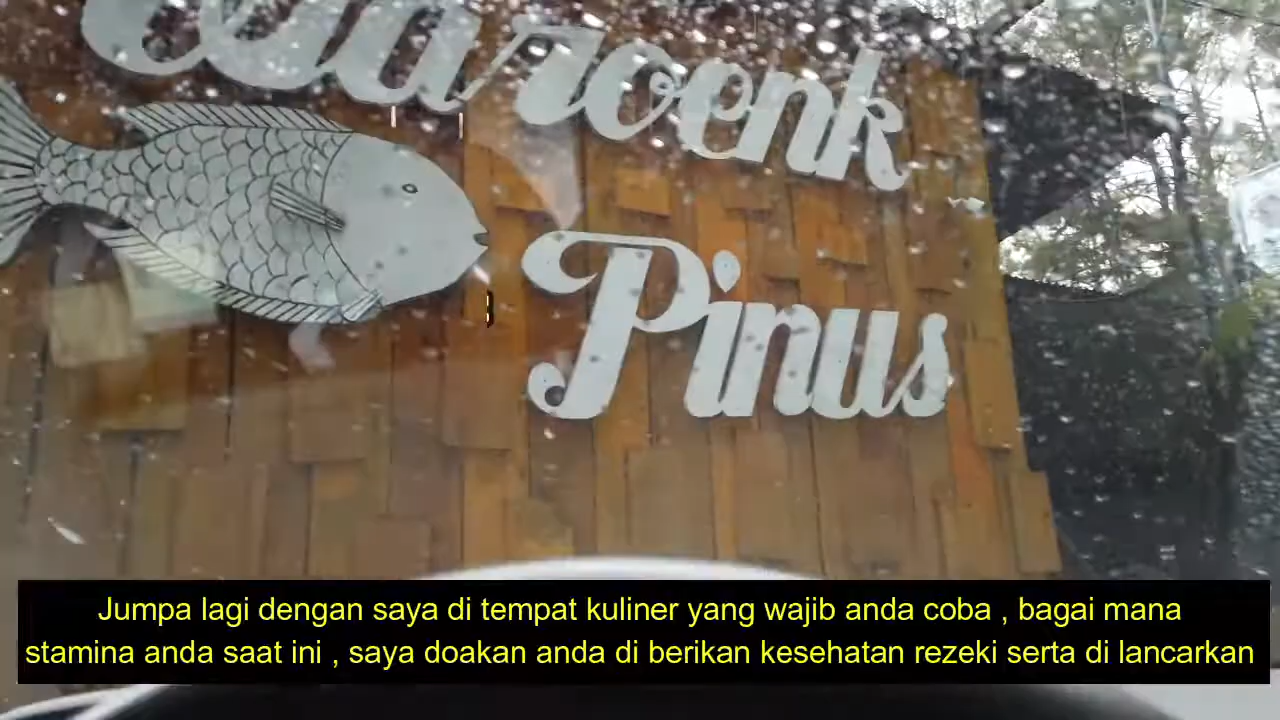 Waroenk
Pinus
Jumpa lagi dengan saya di tempat kuliner yang wajib anda coba , bagai mana
stamina anda saat ini , saya doakan anda di berikan kesehatan rezeki serta di lancarkan